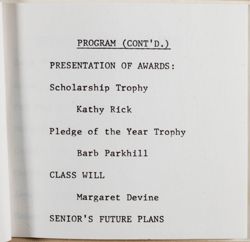 PROGRAM (CONT'D.)
PRESENTATION OF AWARDS:
Scholarship Trophy
Kathy Rick
Pledge of the Year Trophy
Barb Parkhill
CLASS WILL
Margaret Devine
SENIOR'S FUTURE PLANS